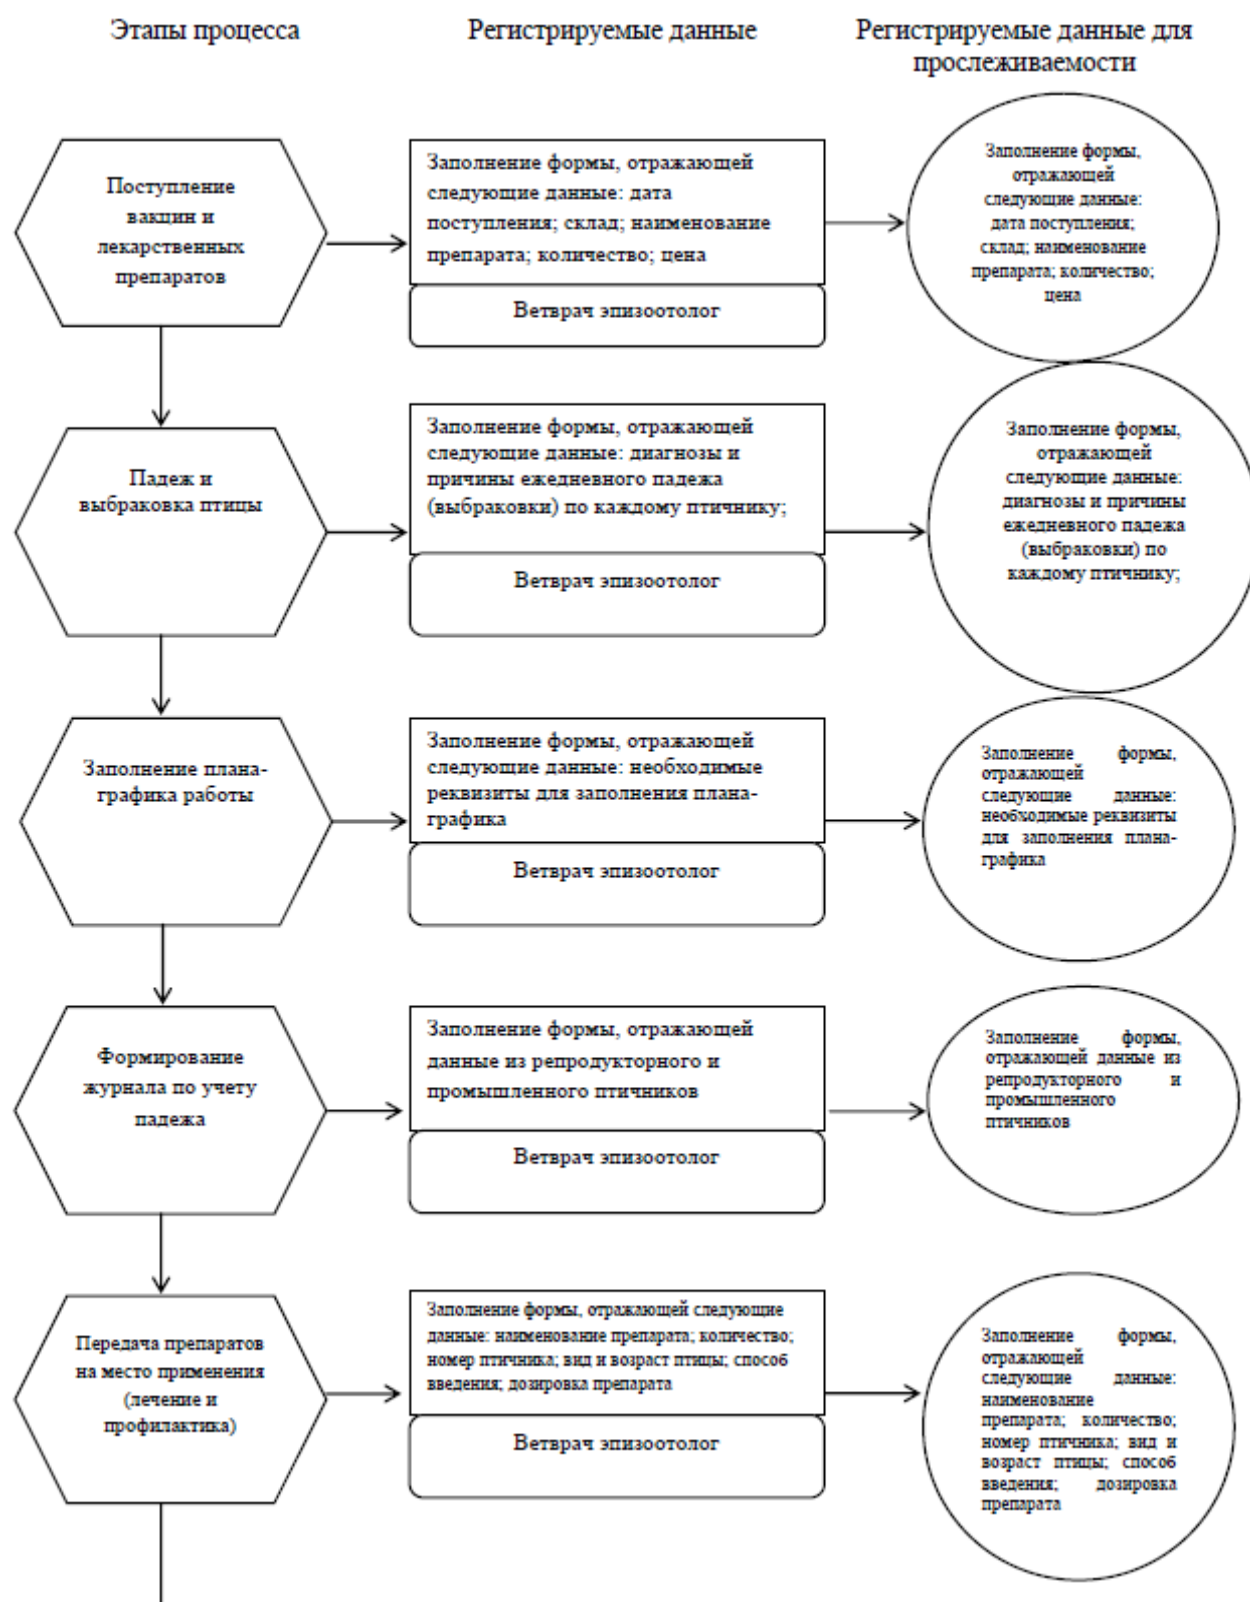 Этапы процесса
Регистрируемые данные
Регистрируемые данные для
прослеживаемости
Поступление
вакцин и
лекарственных
препаратов
Заполнение формы, отражающей
следующие данные: дата
поступления; склад; наименование
препарата; количество; цена
Ветврач эпизоотолог
Заполнение формы,
отражающей
следующие данные:
дата поступления;
склад; наименование
препарата; количество;
цена
Падеж и
выбраковка птицы
Заполнение формы, отражающей
следующие данные: диагнозы и
причины ежедневного падежа
(выбраковки) по каждому птичнику;
Ветврач эпизоотолог
Заполнение формы,
отражающей
следующие данные:
диагнозы и причины
ежедневного падежа
(выбраковки) по
каждому птичнику;
Заполнение плана-
графика работы
Заполнение формы, отражающей
следующие данные: необходимые
реквизиты для заполнения плана-
графика
Ветврач эпизоотолог
Заполнение формы,
отражающей
следующие данные:
необходимые реквизиты
для заполнения плана-
графика
Формирование
журнала по учету
падежа
Заполнение формы, отражающей
данные из репродукторного и
промышленного птичников
Ветврач эпизоотолог
Заполнение формы,
отражающей данные из
репродукторного и
промышленного
птичников
Передача препаратов
на место применения
(лечение и
профилактика)
Заполнение формы, отражающей следующие
данные: наименование препарата; количество;
номер птичника; вид и возраст птицы; способ
введения; дозировка препарата
Ветврач эпизоотолог
Заполнение формы,
отражающей
следующие данные:
наименование
препарата; количество;
номер птичника; вид и
возраст птицы; способ
введения; дозировка
препарата